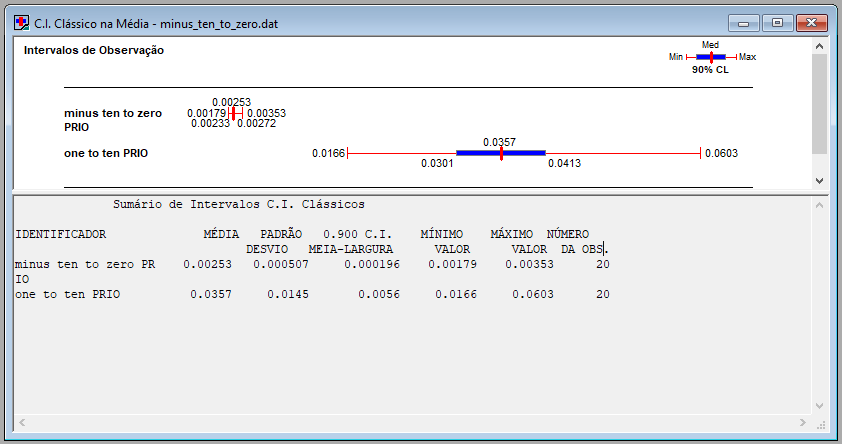 C.I. Clássico na Média - minus_ten_to_zero.dat
Intervalos de Observação
Med
Min Max
90% CL
minus ten to zero
PRIO
0.00253
0.00179 0.00353
0.00233 0.00272
one to ten PRIO
0.0357
0.0166 0.0603
0.0301 0.0413
Sumário de Intervalos C.I. Clássicos
IDENTIFICADOR MÉDIA PADRÃO 0.900 C.I. MÍNIMO MÁXIMO NÚMERO
DESVIO MEIA-LARGURA VALOR VALOR DA OBS.
minus ten to zero PR 0.00253 0.000507 0.000196 0.00179 0.00353 20
IO
one to ten PRIO 0.0357 0.0145 0.0056 0.0166 0.0603 20